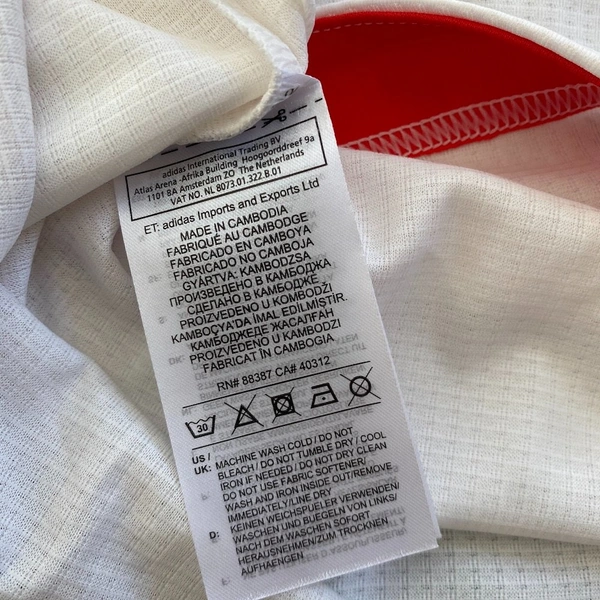 adidas International Trading BV
Atlas Arena -Afrika Building Hoogoorddreef 9a
1101 BA Amsterdam ZO The Netherlands
VAT NO. NL 8073.01.322.B.01
ET: adidas Imports and Exports Ltd
MADE IN CAMBODIA
FABRIQUÉ AU CAMBODGE
FABRICADO EN CAMBOYA
FABRICADO NO CAMBOJA
GYÁRTVA: KAMBODZSA
ПРОИЗВЕДЕНО В КАМБОДЖА
СДЕЛАНО В КАМБОДЖЕ
PROIZVEDENO U KOMBODŽI
KAMBOÇYA'DA İMAL EDİLMİŞTİR.
КАМБОДЖЕДЕ ЖАСАЛҒАН
PROIZVEDENO U KAMBODZI
FABRICAT ÎN CAMBOGIA
RN# 88387 CA# 40312
30
US / UK: MACHINE WASH COLD / DO NOT
BLEACH / DO NOT TUMBLE DRY / COOL
IRON IF NEEDED / DO NOT DRY CLEAN
DO NOT USE FABRIC SOFTENER/
WASH AND IRON INSIDE OUT/REMOVE
IMMEDIATELY/LINE DRY
D: KEINEN WEICHSPUELER VERWENDEN/
WASCHEN UND BUEGELN VON LINKS/
NACH DEM WASCHEN SOFORT
HERAUSNEHMEN/ZUM TROCKNEN
AUFHAENGEN